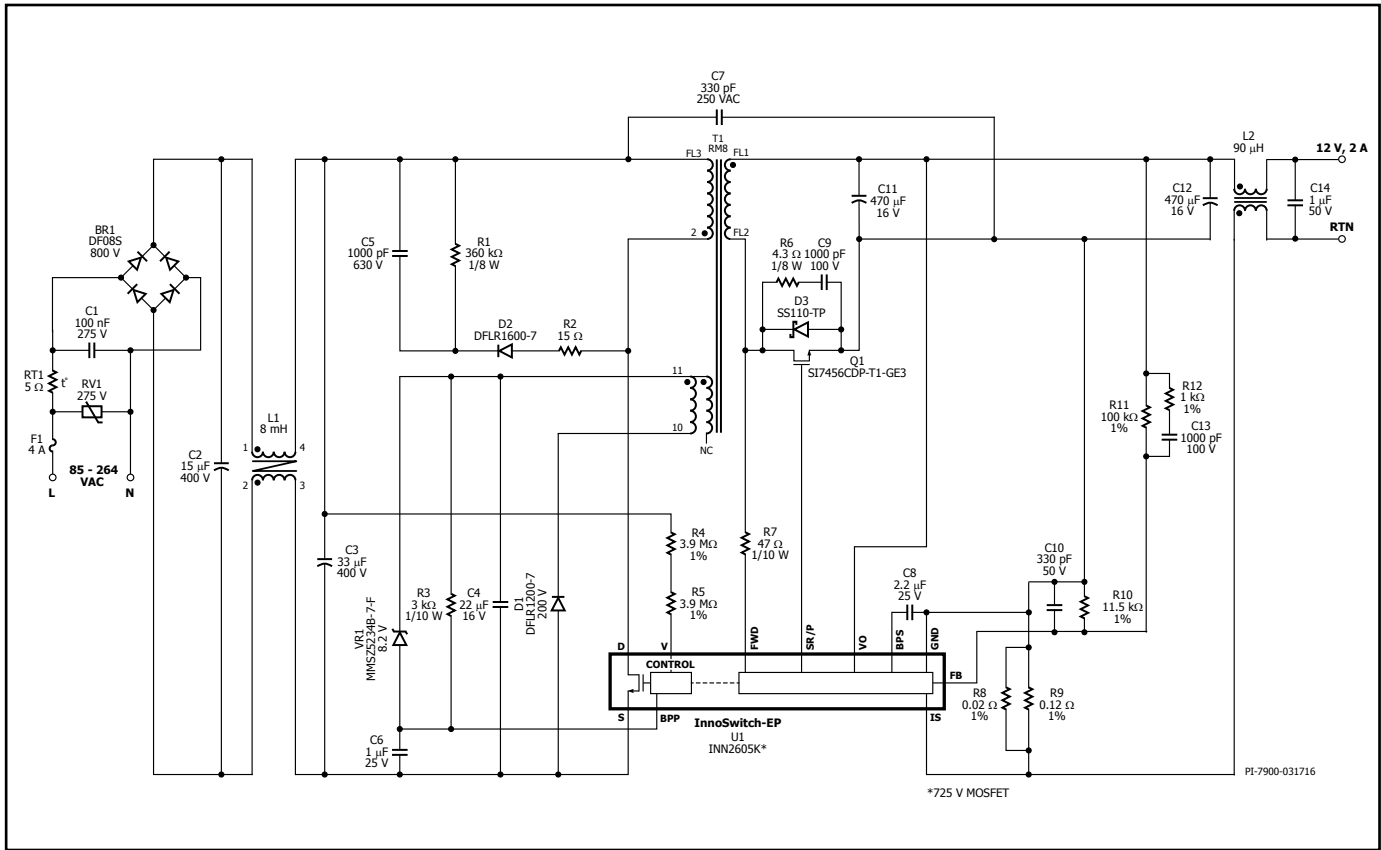 C7
330 pF
250 VAC
L2
90 µH
T1
RM8
FL3
FL1
12 V, 2 A
C11
470 µF
16 V
C12
470 µF
16 V
C14
1 µF
50 V
RTN
BR1
DF08S
800 V
C5
1000 pF
630 V
R1
360 kΩ
1/8 W
2
FL2
R6
4.3 Ω
1/8 W
C9
1000 pF
100 V
D3
SS110-TP
C1
100 nF
275 V
D2
DFLR1600-7
R2
15 Ω
Q1
SI7456CDP-T1-GE3
RT1
5 Ω
t°
RV1
275 V
11
10
NC
R11
100 kΩ
1%
R12
1 kΩ
1%
C13
1000 pF
100 V
F1
4 A
85 - 264
VAC
L
N
L1
8 mH
1
4
2
3
C2
15 µF
400 V
C3
33 µF
400 V
R4
3.9 MΩ
1%
R7
47 Ω
1/10 W
R5
3.9 MΩ
1%
C8
2.2 µF
25 V
C10
330 pF
50 V
R10
11.5 kΩ
1%
VR1
MMSZ5234B-7-F
8.2 V
R3
3 kΩ
1/10 W
C4
22 µF
16 V
D1
DFLR1200-7
200 V
D
V
FWD
SR/P
VO
BPS
GND
CONTROL
FB
S
BPP
IS
InnoSwitch-EP
U1
INN2605K*
R8
0.02 Ω
1%
R9
0.12 Ω
1%
C6
1 µF
25 V
*725 V MOSFET
PI-7900-031716